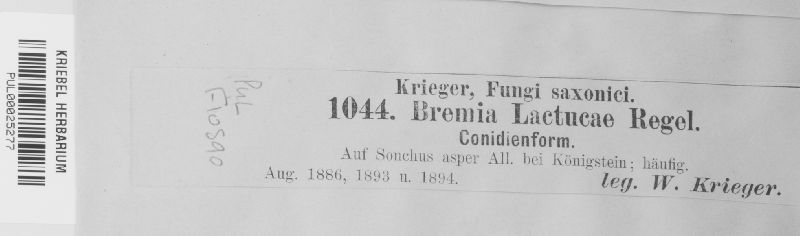 KRIEBEL HERBARIUM
PUL00025277
PUL
F10590
Krieger, Fungi saxonici.
1044. Bremia Lactucae Regel.
Conidienform.
Auf Sonchus asper All. bei Königstein; häufig.
Aug. 1886, 1893 u. 1894.
leg. W. Krieger.